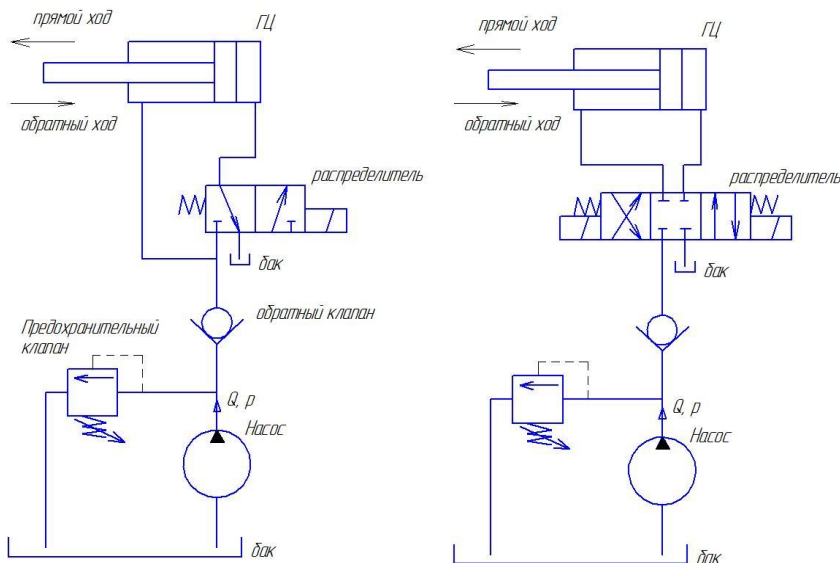 прямой ход
ГЦ
обратный ход
распределитель
бак
обратный клапан
Предохранительный
клапан
Q, p
Насос
бак
прямой ход
ГЦ
обратный ход
распределитель
бак
Q, p
Насос
бак